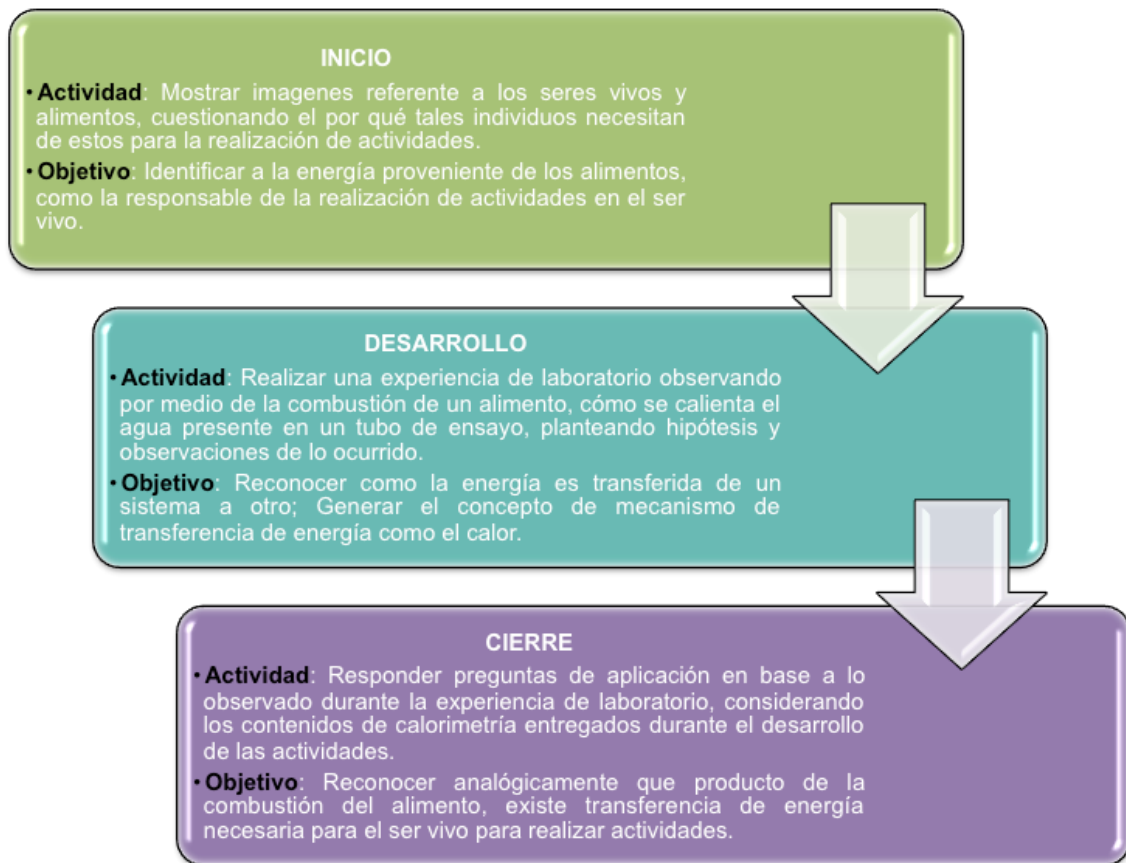 INICIO
• Actividad: Mostrar imagenes referente a los seres vivos y
alimentos, cuestionando el por qué tales individuos necesitan
de estos para la realización de actividades.
• Objetivo: Identificar a la energía proveniente de los alimentos,
como la responsable de la realización de actividades en el ser
vivo.
DESARROLLO
• Actividad: Realizar una experiencia de laboratorio observando
por medio de la combustión de un alimento, cómo se calienta el
agua presente en un tubo de ensayo, planteando hipótesis y
observaciones de lo ocurrido.
• Objetivo: Reconocer como la energía es transferida de un
sistema a otro; Generar el concepto de mecanismo de
transferencia de energía como el calor.
CIERRE
• Actividad: Responder preguntas de aplicación en base a lo
observado durante la experiencia de laboratorio, considerando
los contenidos de calorimetría entregados durante el desarrollo
de las actividades.
• Objetivo: Reconocer analógicamente que producto de la
combustión del alimento, existe transferencia de energía
necesaria para el ser vivo para realizar actividades.